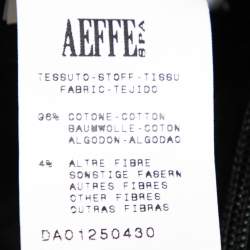 AEFFE SPA
TESSUTO-STOFF-TISSU
FABRIC-TEJIDO
96% COTONE-COTTON
BAUMWOLLE-COTON
ALGODON-ALGODAO
4% ALTRE FIBRE
SONSTIGE FASERN
AUTRES FIBRES
OTHER FIBRES
OUTRAS FIBRAS
DA01250430